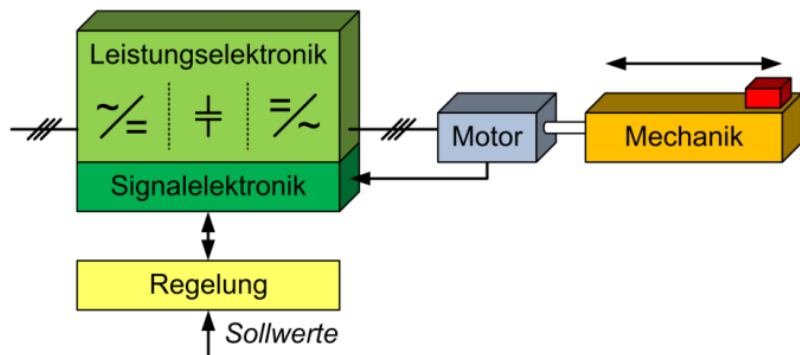 Leistungselektronik
~/= = /~
Signalelektronik
Motor
Mechanik
Regelung
Sollwerte